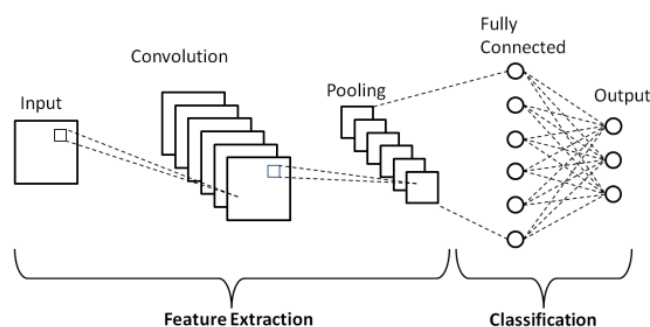 Input
Convolution
Pooling
Fully
Connected
Output
Feature Extraction
Classification